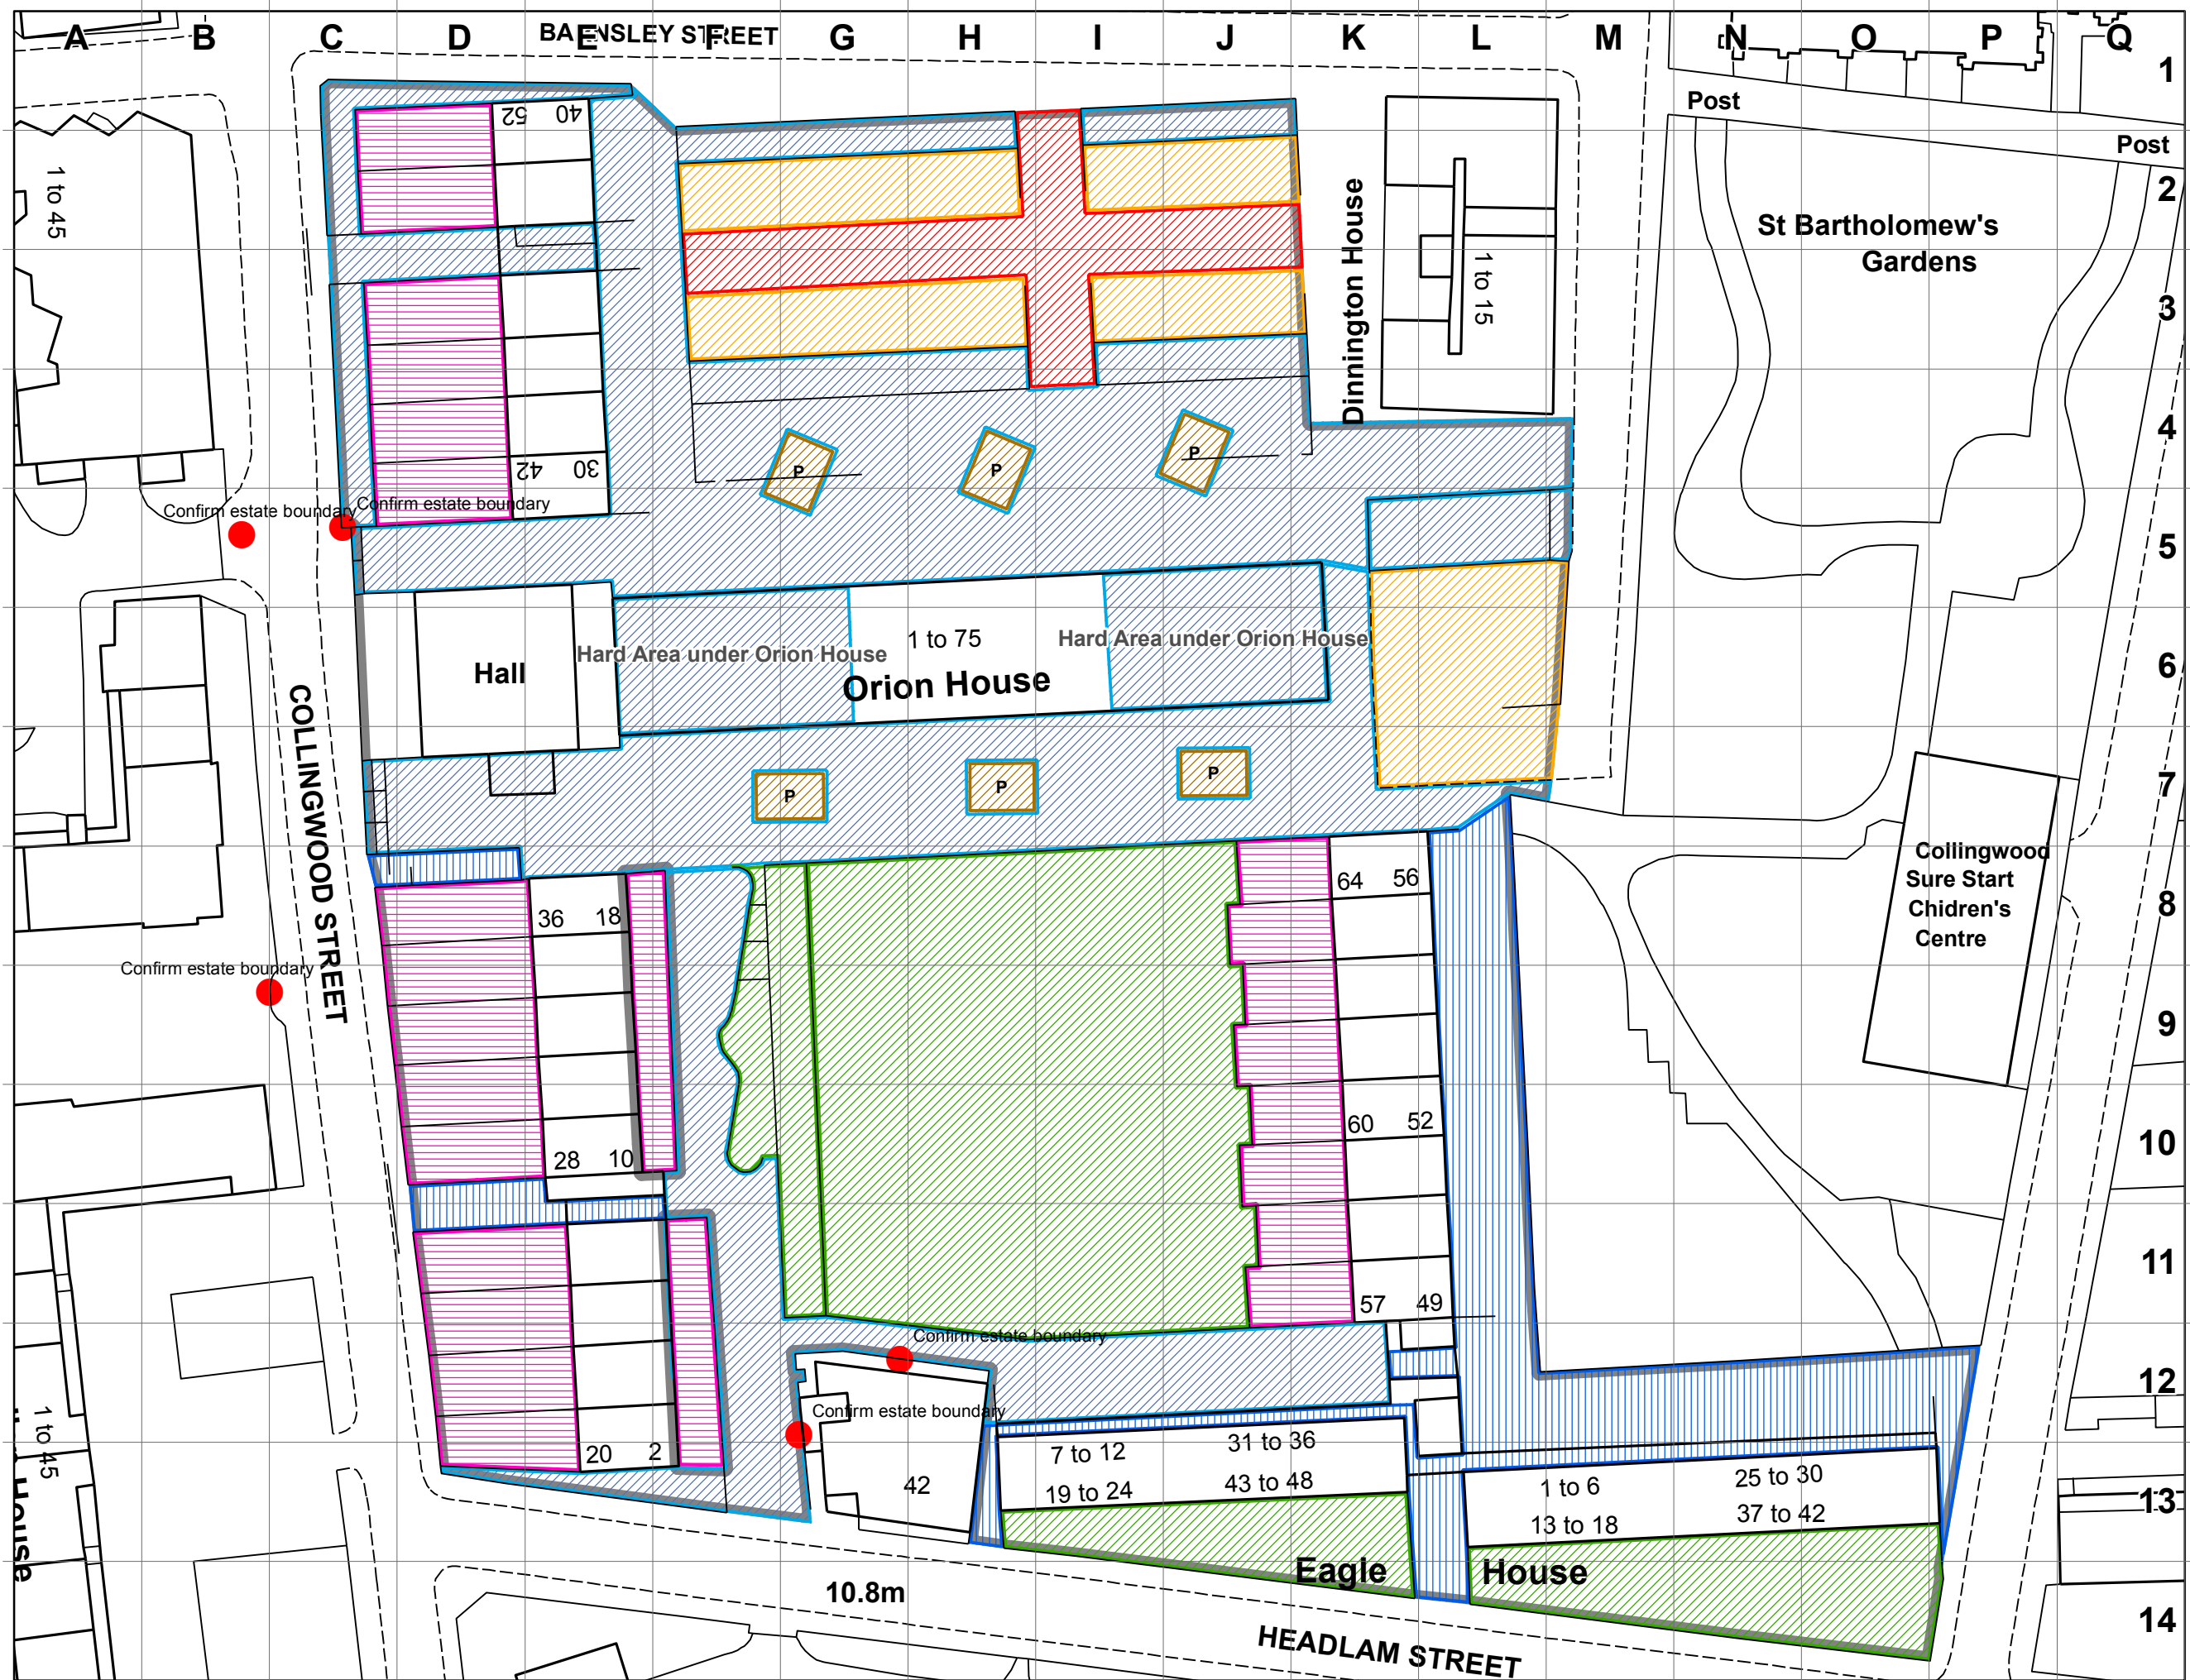 A B C D E F G H I J K L M N O P Q
BARNSLEY STREET
1
Post
Post
52 40
1 to 45
2
St Bartholomew's
Gardens
Dinnington House
1 to 15
3
4
42 30
P P P
Confirm estate boundary
Confirm estate boundary
5
Hall
Hard Area under Orion House
1 to 75
Orion House
Hard Area under Orion House
6
COLLINGWOOD STREET
7
P P P
Collingwood
Sure Start
Chidren's
Centre
64 56
36 18
8
Confirm estate boundary
9
60 52
28 10
10
11
57 49
Confirm estate boundary
12
Confirm estate boundary
1 to 45
House
20 2
42
7 to 12 31 to 36
19 to 24 43 to 48
1 to 6 25 to 30
13 to 18 37 to 42
13
Eagle House
10.8m
14
HEADLAM STREET